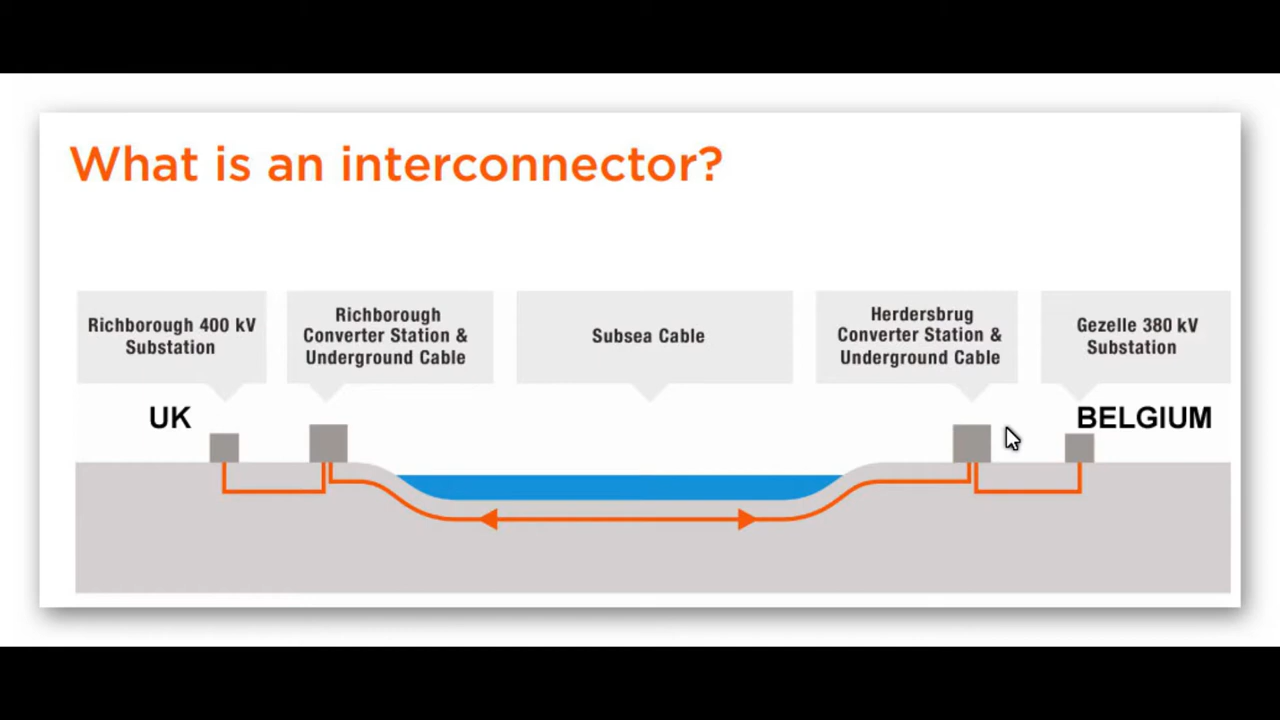 What is an interconnector?
Richborough 400 kV
Substation
Richborough
Converter Station &
Underground Cable
Subsea Cable
Herdersbrug
Converter Station &
Underground Cable
Gezelle 380 kV
Substation
UK
BELGIUM